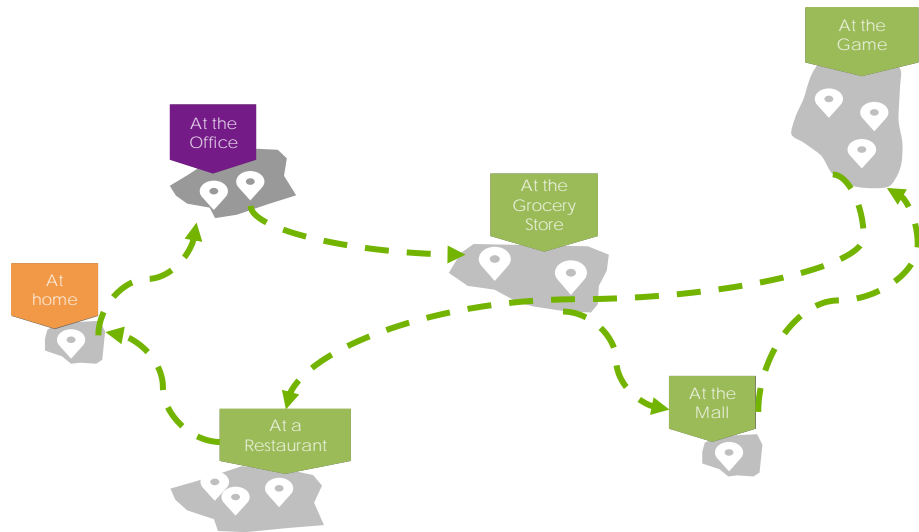 At the
Game
At the
Office
At the
Grocery
Store
At
home
At the
Mall
At a
Restaurant